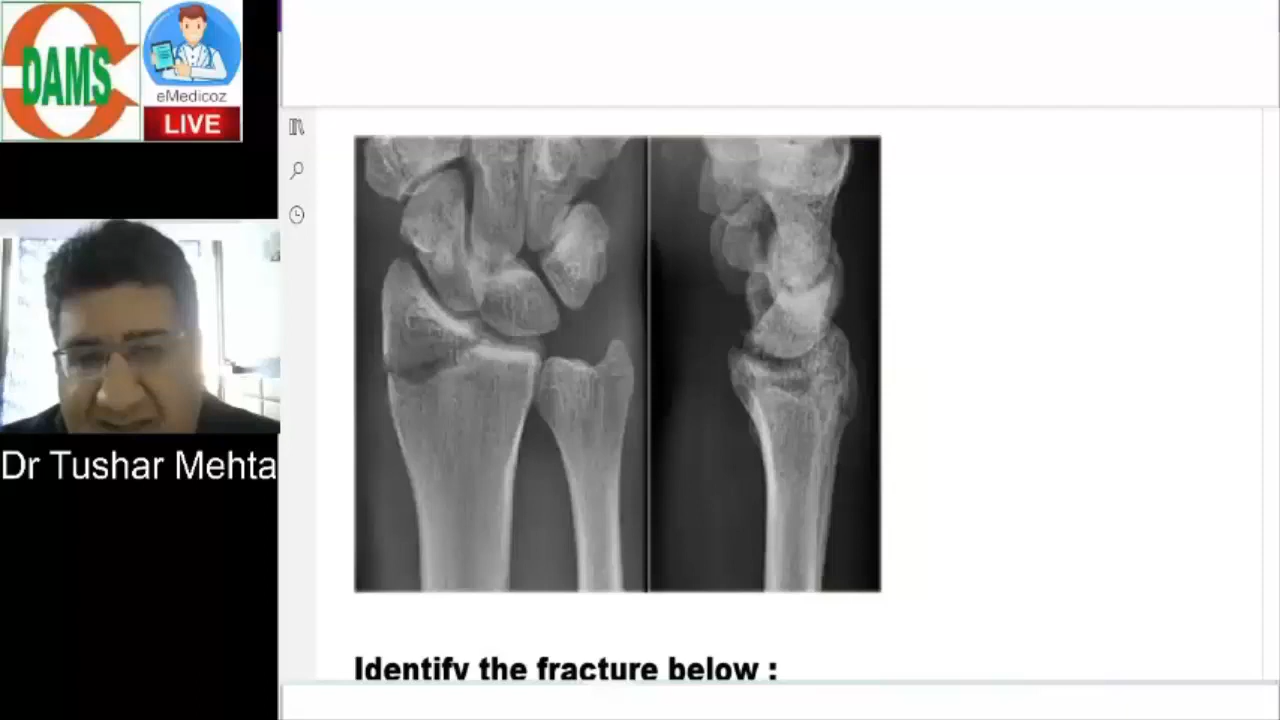 DAMS
eMedicoz
LIVE
Dr Tushar Mehta
Identify the fracture below :